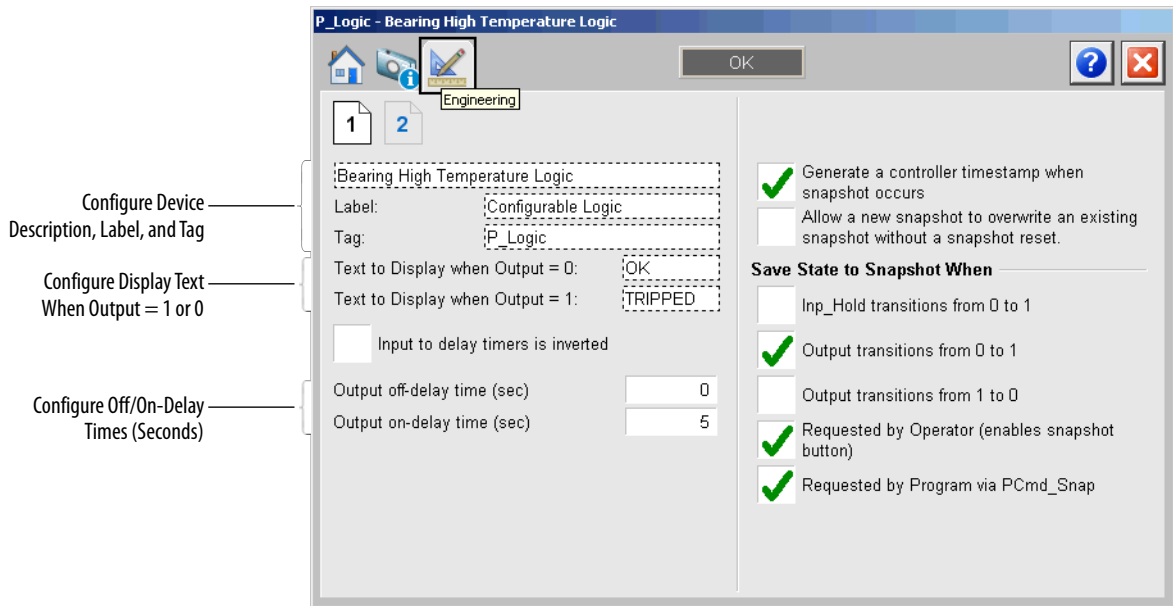 P_Logic - Bearing High Temperature Logic
OK
?
Engineering
1 2
Configure Device
Description, Label, and Tag
Bearing High Temperature Logic
Label: Configurable Logic
Tag: P_Logic
Configure Display Text
When Output = 1 or 0
Text to Display when Output = 0: OK
Text to Display when Output = 1: TRIPPED
Input to delay timers is inverted
Configure Off/On-Delay
Times (Seconds)
Output off-delay time (sec) 0
Output on-delay time (sec) 5
Generate a controller timestamp when
snapshot occurs
Allow a new snapshot to overwrite an existing
snapshot without a snapshot reset.
Save State to Snapshot When
Inp_Hold transitions from 0 to 1
Output transitions from 0 to 1
Output transitions from 1 to 0
Requested by Operator (enables snapshot
button)
Requested by Program via PCmd_Snap